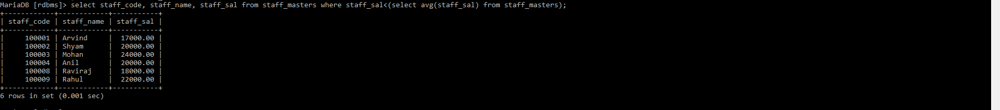 MariaDB [rdbms]> select staff_code, staff_name, staff_sal from staff_masters where staff_sal<(select avg(staff_sal) from staff_masters);
+------------+------------+-----------+
| staff_code | staff_name | staff_sal |
+------------+------------+-----------+
|     100001 | Arvind     |  17000.00 |
|     100002 | Shyam      |  20000.00 |
|     100003 | Mohan      |  24000.00 |
|     100004 | Anil       |  20000.00 |
|     100008 | Raviraj    |  18000.00 |
|     100009 | Rahul      |  22000.00 |
+------------+------------+-----------+
6 rows in set (0.001 sec)